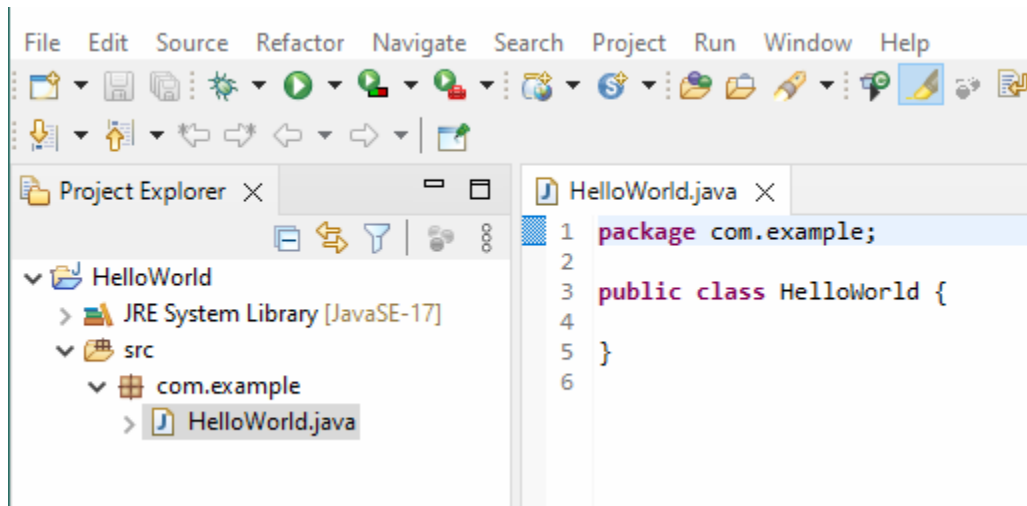 File Edit Source Refactor Navigate Search Project Run Window Help
Project Explorer
HelloWorld
JRE System Library [JavaSE-17]
src
com.example
HelloWorld.java
HelloWorld.java
1 package com.example;
2
3 public class HelloWorld {
4
5 }
6